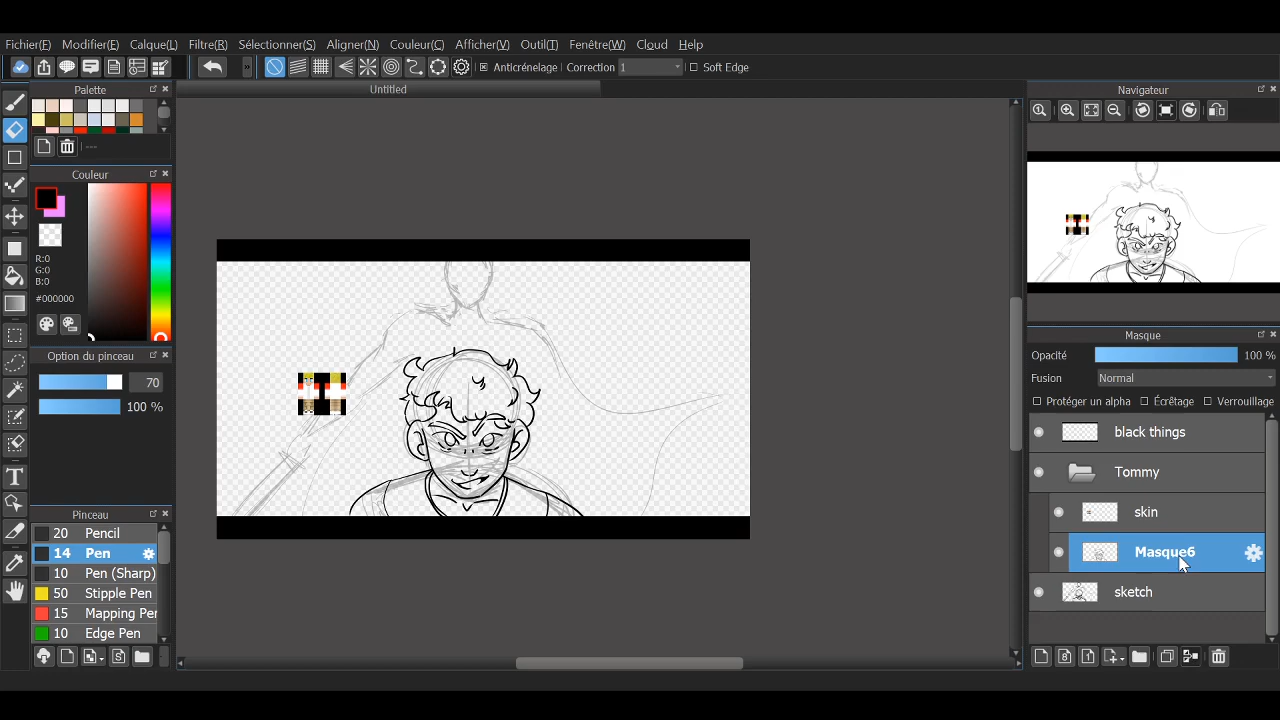 Fichier(F) Modifier(E) Calque(L) Filtre(R) Sélectionner(S) Aligner(N) Couleur(C) Afficher(V) Outil(T) Fenêtre(W) Cloud Help
Anticrénelage Correction 1 Soft Edge
Palette
Untitled
Navigateur
---
Couleur
R:0
G:0
B:0
#000000
Option du pinceau
70
100 %
Masque
Opacité 100 %
Fusion Normal
Protéger un alpha Écrêtage Verrouillage
black things
Tommy
skin
Masque6
sketch
Pinceau
20 Pencil
14 Pen
10 Pen (Sharp)
50 Stipple Pen
15 Mapping Pen
10 Edge Pen